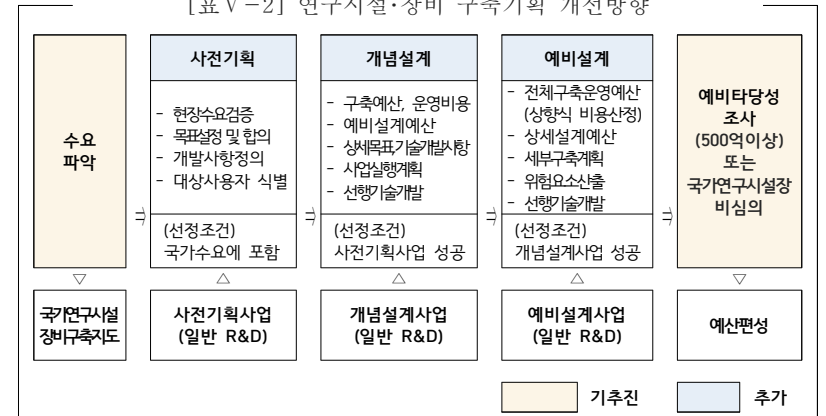 [표 Ⅴ-2] 연구시설·장비 구축기획 개선방향
수요
파악
사전기획
- 현장수요검증
- 목표설정 및 합의
- 개발사항정의
- 대상사용자 식별
(선정조건)
국가수요에 포함
개념설계
- 구축예산, 운영비용
- 예비설계예산
- 상세목표,기술개발사항
- 사업실행계획
- 선행기술개발
(선정조건)
사전기획사업 성공
예비설계
- 전체구축운영예산
(상향식 비용산정)
- 상세설계예산
- 세부구축계획
- 위험요소산출
- 선행기술개발
(선정조건)
개념설계사업 성공
예비타당성
조사
(500억이상)
또는
국가연구시설장
비심의
국가연구시설
장비구축지도
사전기획사업
(일반 R&D)
개념설계사업
(일반 R&D)
예비설계사업
(일반 R&D)
예산편성
기추진
추가